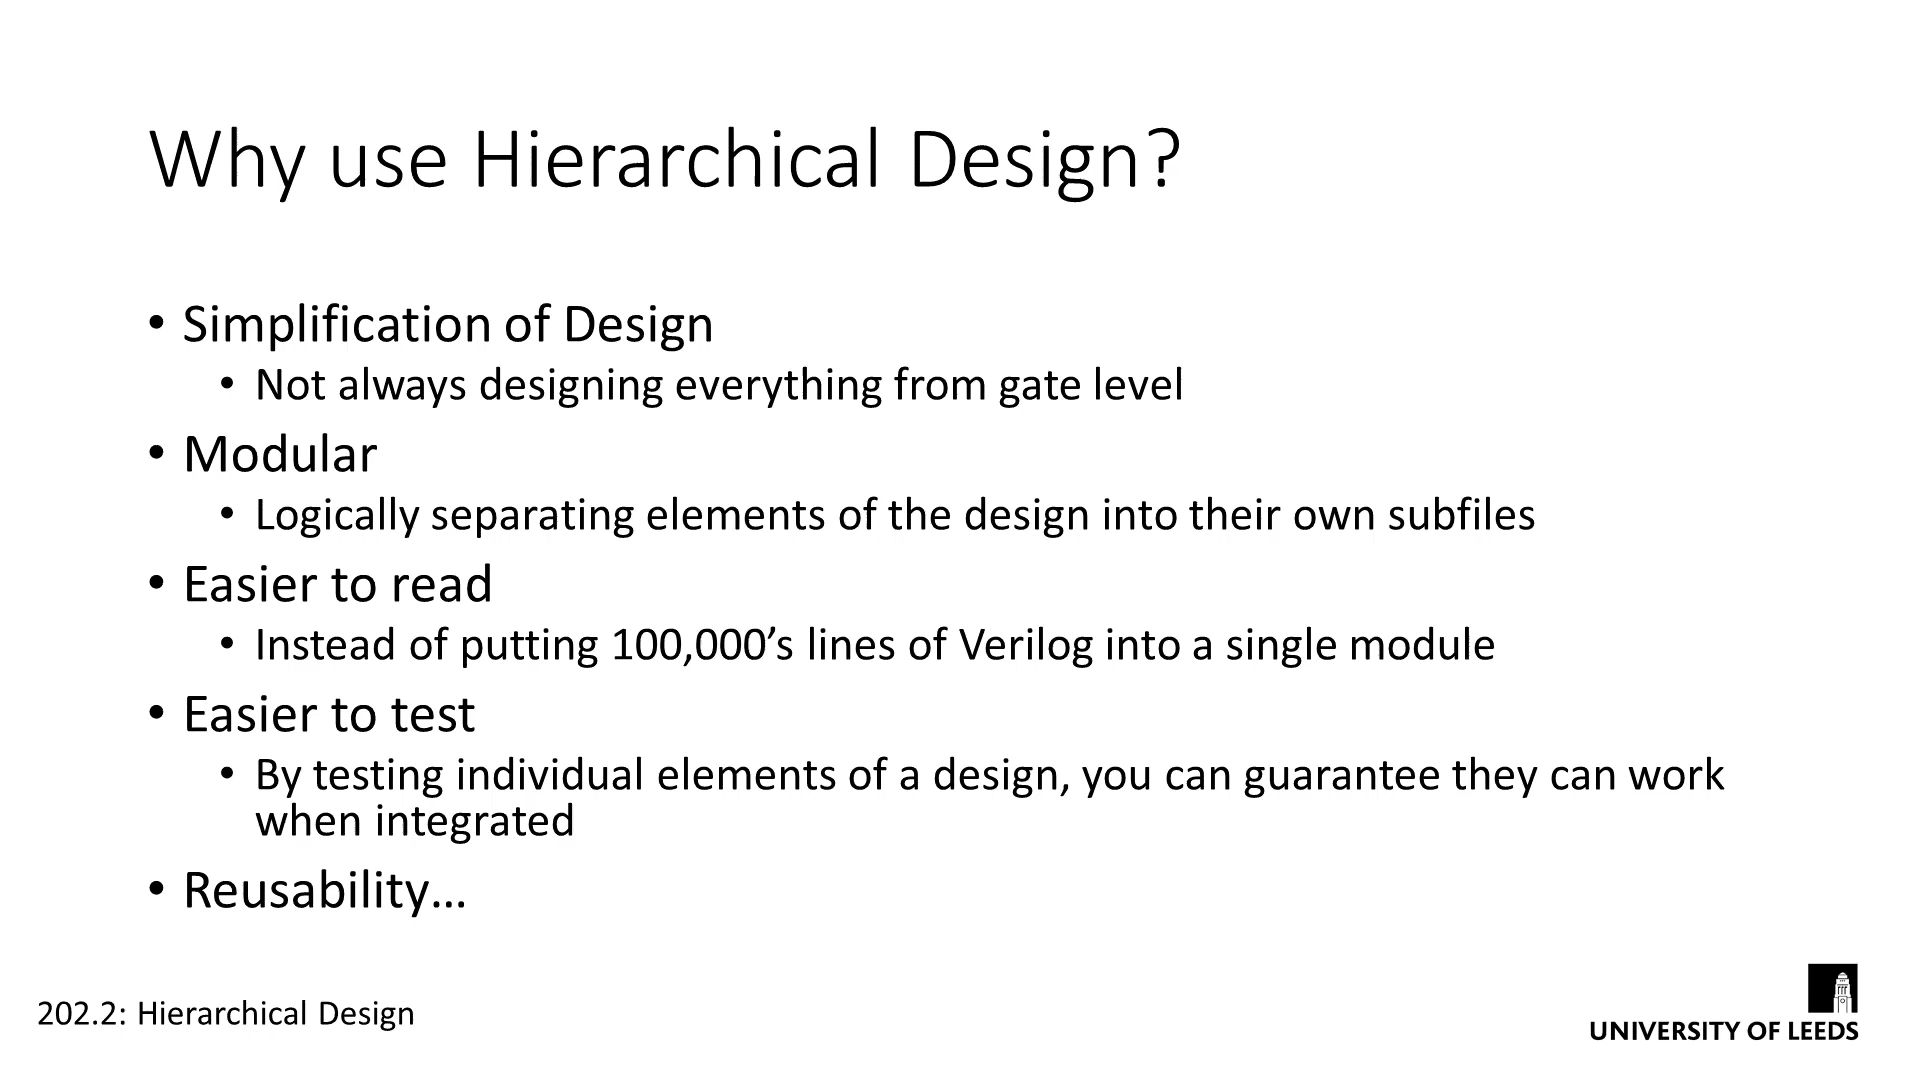 Why use Hierarchical Design?
• Simplification of Design
• Not always designing everything from gate level
• Modular
• Logically separating elements of the design into their own subfiles
• Easier to read
• Instead of putting 100,000’s lines of Verilog into a single module
• Easier to test
• By testing individual elements of a design, you can guarantee they can work
when integrated
• Reusability…
202.2: Hierarchical Design
UNIVERSITY OF LEEDS